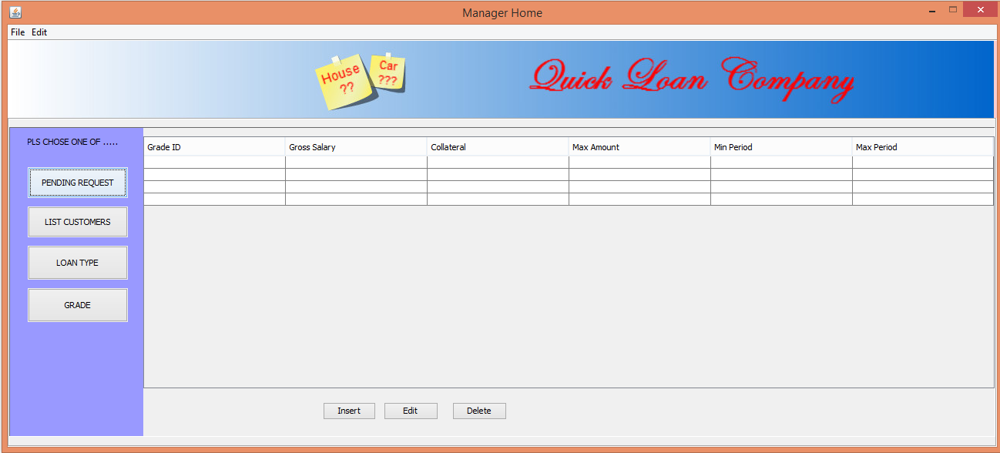 Manager Home
File Edit
House
??
Car
???
Quick Loan Company
PLS CHOSE ONE OF .....
PENDING REQUEST
LIST CUSTOMERS
LOAN TYPE
GRADE
Grade ID Gross Salary Collateral Max Amount Min Period Max Period
Insert Edit Delete